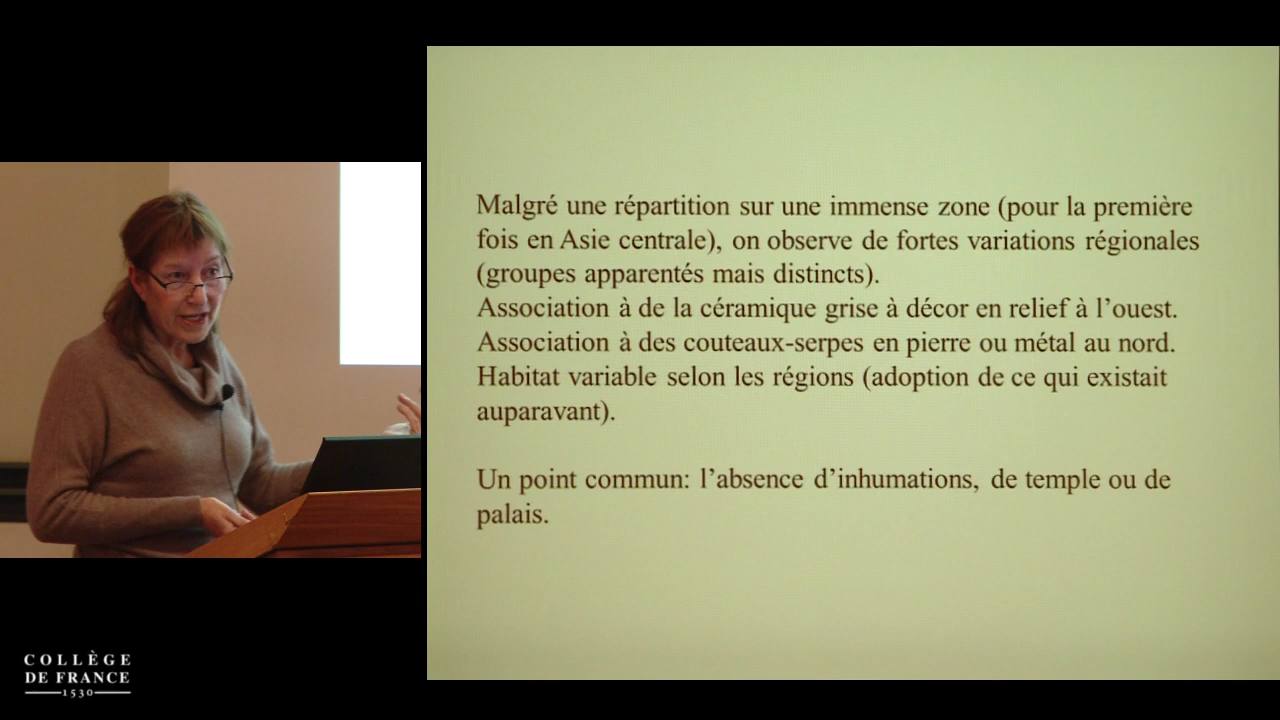 Malgré une répartition sur une immense zone (pour la première
fois en Asie centrale), on observe de fortes variations régionales
(groupes apparentés mais distincts).
Association à de la céramique grise à décor en relief à l’ouest.
Association à des couteaux-serpes en pierre ou métal au nord.
Habitat variable selon les régions (adoption de ce qui existait
auparavant).
Un point commun: l’absence d’inhumations, de temple ou de
palais.
COLLÈGE
DE FRANCE
1530